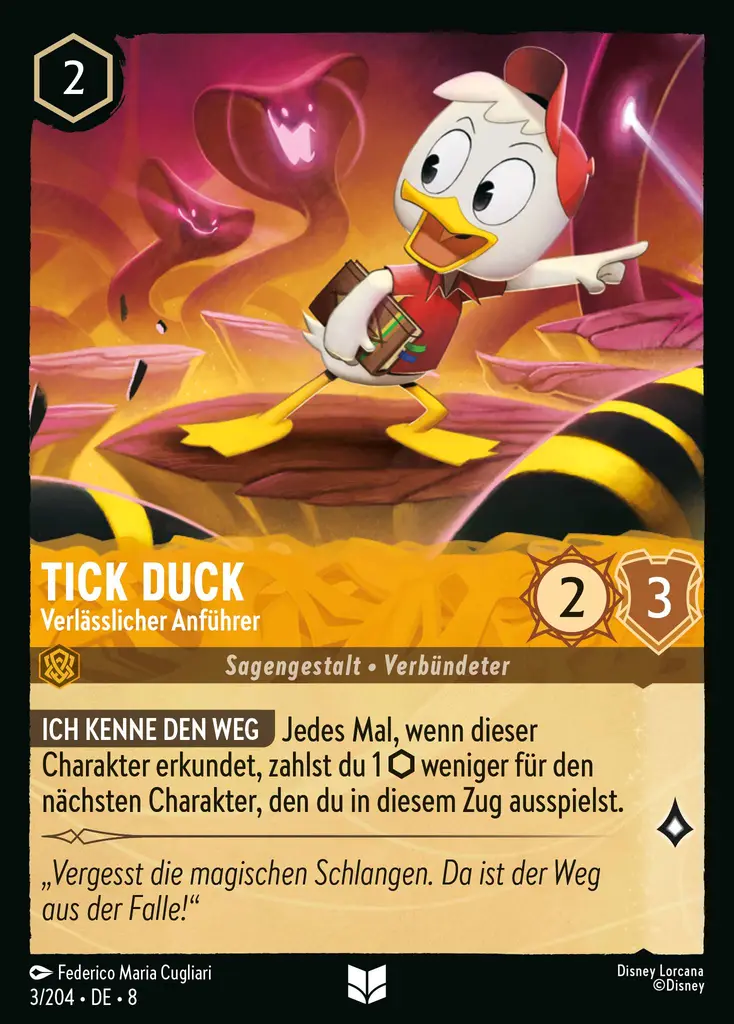 2
TICK DUCK
Verlässlicher Anführer
2
3
Sagengestalt • Verbündeter
ICH KENNE DEN WEG Jedes Mal, wenn dieser
Charakter erkundet, zahlst du 1 ⬡ weniger für den
nächsten Charakter, den du in diesem Zug ausspielst.
„Vergesst die magischen Schlangen. Da ist der Weg
aus der Falle!“
Federico Maria Cugliari
3/204 • DE • 8
Disney Lorcana
©Disney